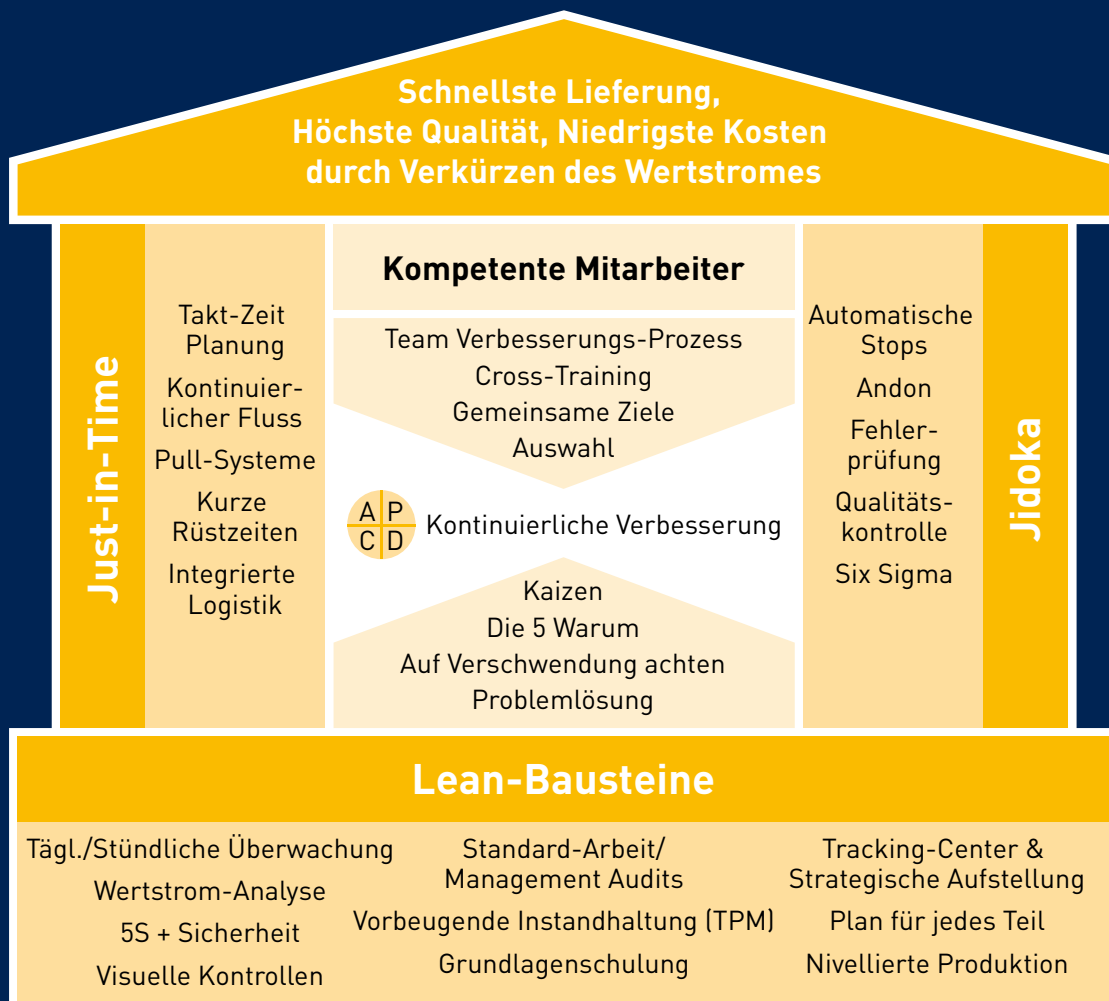 Schnellste Lieferung,
Höchste Qualität, Niedrigste Kosten
durch Verkürzen des Wertstromes
Just-in-Time
Takt-Zeit
Planung
Kontinuier-
licher Fluss
Pull-Systeme
Kurze
Rüstzeiten
Integrierte
Logistik
Kompetente Mitarbeiter
Team Verbesserungs-Prozess
Cross-Training
Gemeinsame Ziele
Auswahl
A P
C D
Kontinuierliche Verbesserung
Kaizen
Die 5 Warum
Auf Verschwendung achten
Problemlösung
Automatische
Stops
Andon
Fehler-
prüfung
Qualitäts-
kontrolle
Six Sigma
Jidoka
Lean-Bausteine
Tägl./Stündliche Überwachung
Wertstrom-Analyse
5S + Sicherheit
Visuelle Kontrollen
Standard-Arbeit/
Management Audits
Vorbeugende Instandhaltung (TPM)
Grundlagenschulung
Tracking-Center &
Strategische Aufstellung
Plan für jedes Teil
Nivellierte Produktion